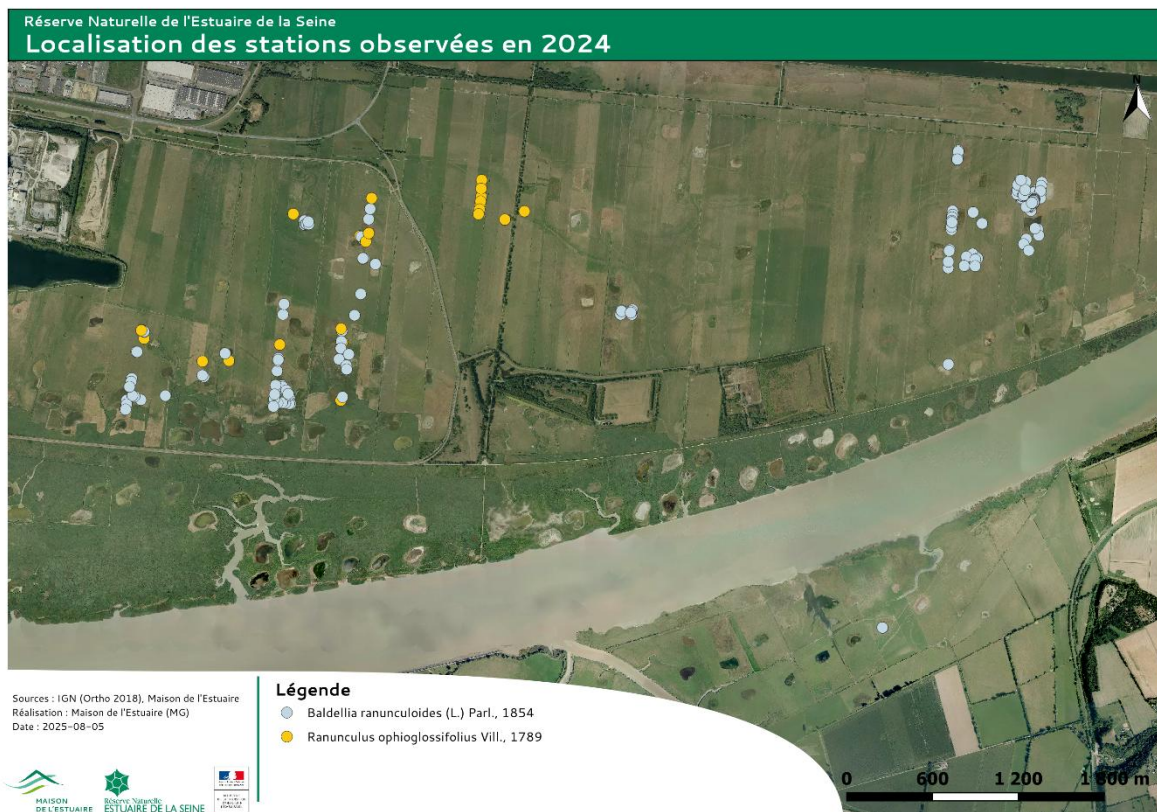 Réserve Naturelle de l'Estuaire de la Seine
Localisation des stations observées en 2024
N
Sources : IGN (Ortho 2018), Maison de l'Estuaire
Réalisation : Maison de l'Estuaire (MG)
Date : 2025-08-05
Légende
Baldellia ranunculoides (L.) Parl., 1854
Ranunculus ophioglossifolius Vill., 1789
MAISON
DE L'ESTUAIRE
Réserve Naturelle
ESTUAIRE DE LA SEINE
0 600 1 200 1 800 m